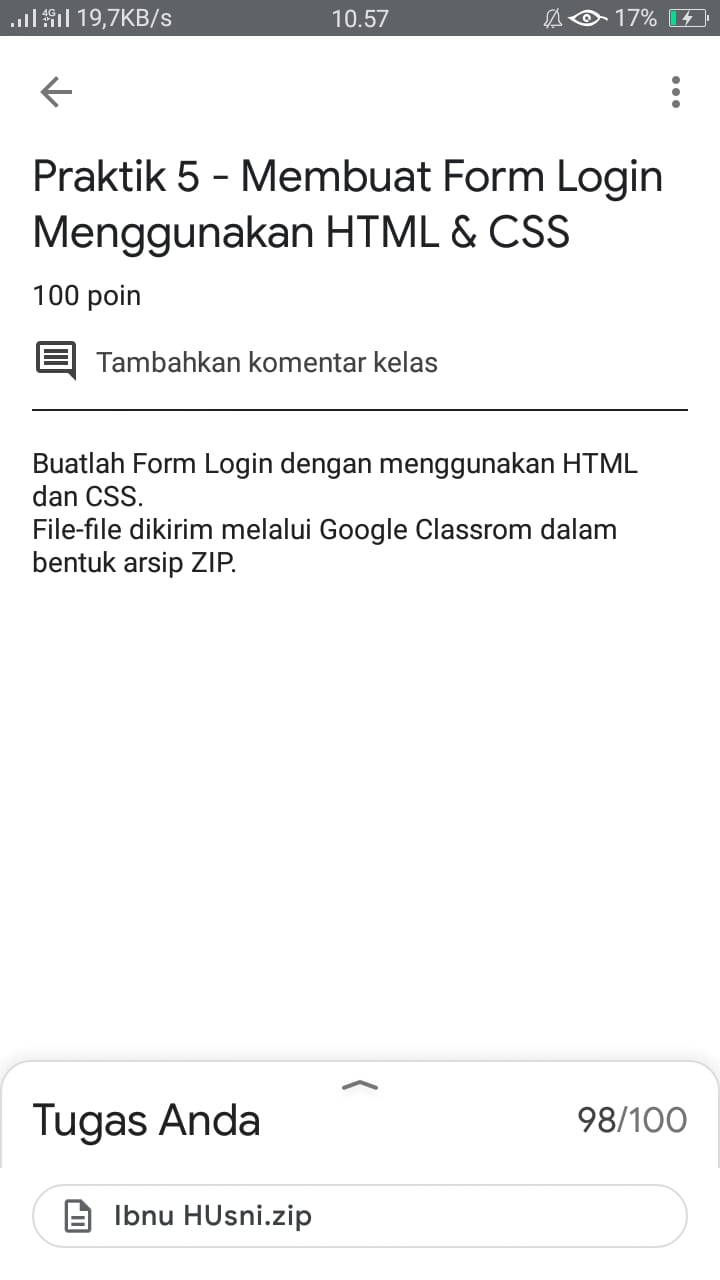 4G 19,7KB/s 10.57 17%
Praktik 5 - Membuat Form Login
Menggunakan HTML & CSS
100 poin
Tambahkan komentar kelas
Buatlah Form Login dengan menggunakan HTML
dan CSS.
File-file dikirim melalui Google Classrom dalam
bentuk arsip ZIP.
Tugas Anda 98/100
Ibnu HUsni.zip